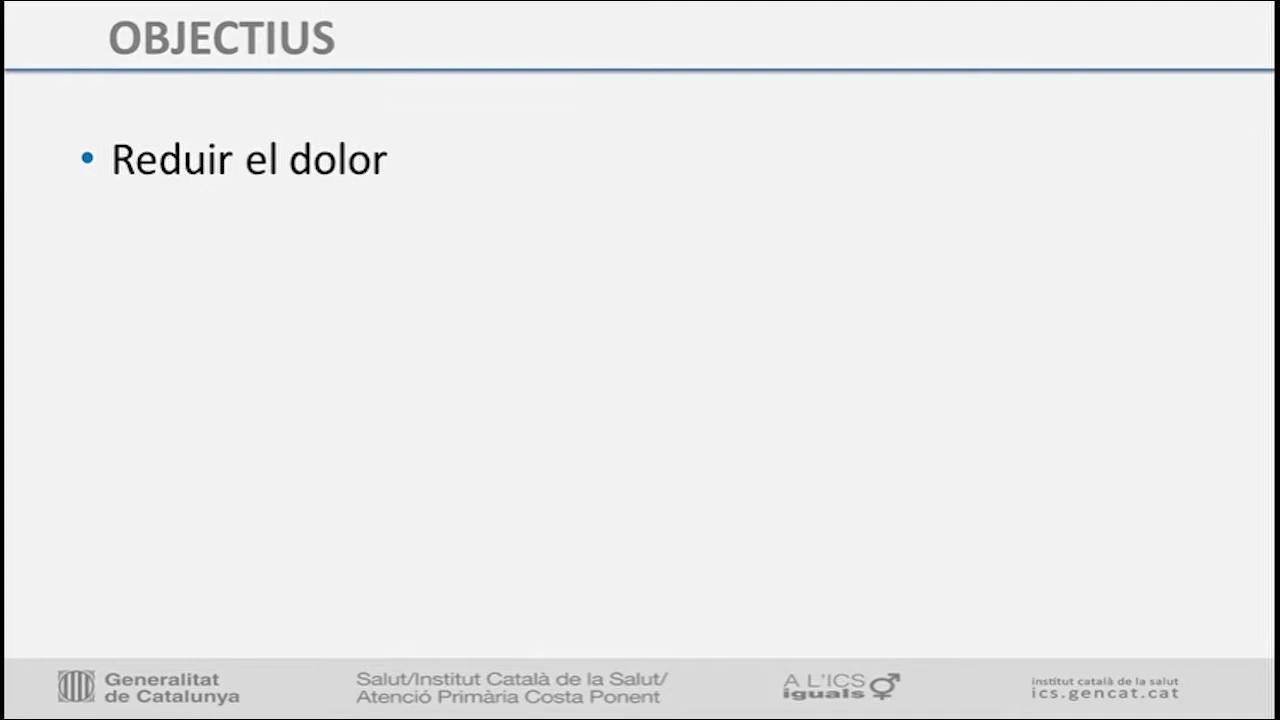 OBJECTIUS
• Reduir el dolor
Generalitat
de Catalunya
Salut/Institut Català de la Salut/
Atenció Primària Costa Ponent
A L'ICS
iguals
institut català de la salut
ics.gencat.cat